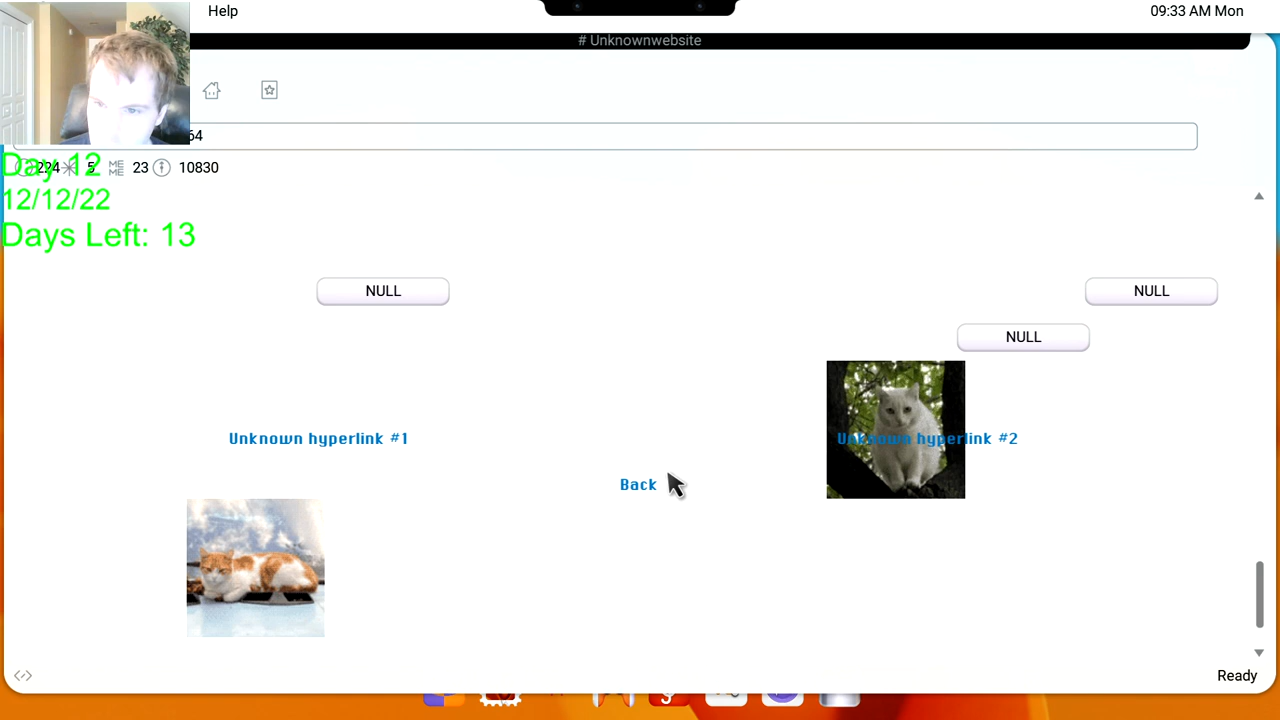 Help
09:33 AM Mon
# Unknownwebsite
64
Day 12
224 5 23 10830
12/12/22
Days Left: 13
NULL NULL
NULL
Unknown hyperlink #1 Unknown hyperlink #2
Back
Ready